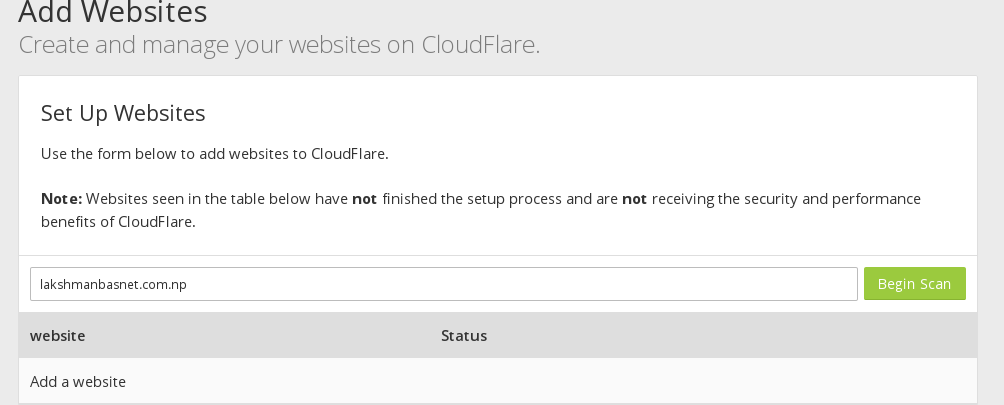 Add Websites
Create and manage your websites on CloudFlare.
Set Up Websites
Use the form below to add websites to CloudFlare.
Note: Websites seen in the table below have not finished the setup process and are not receiving the security and performance
benefits of CloudFlare.
lakshmanbasnet.com.np
Begin Scan
website Status
Add a website